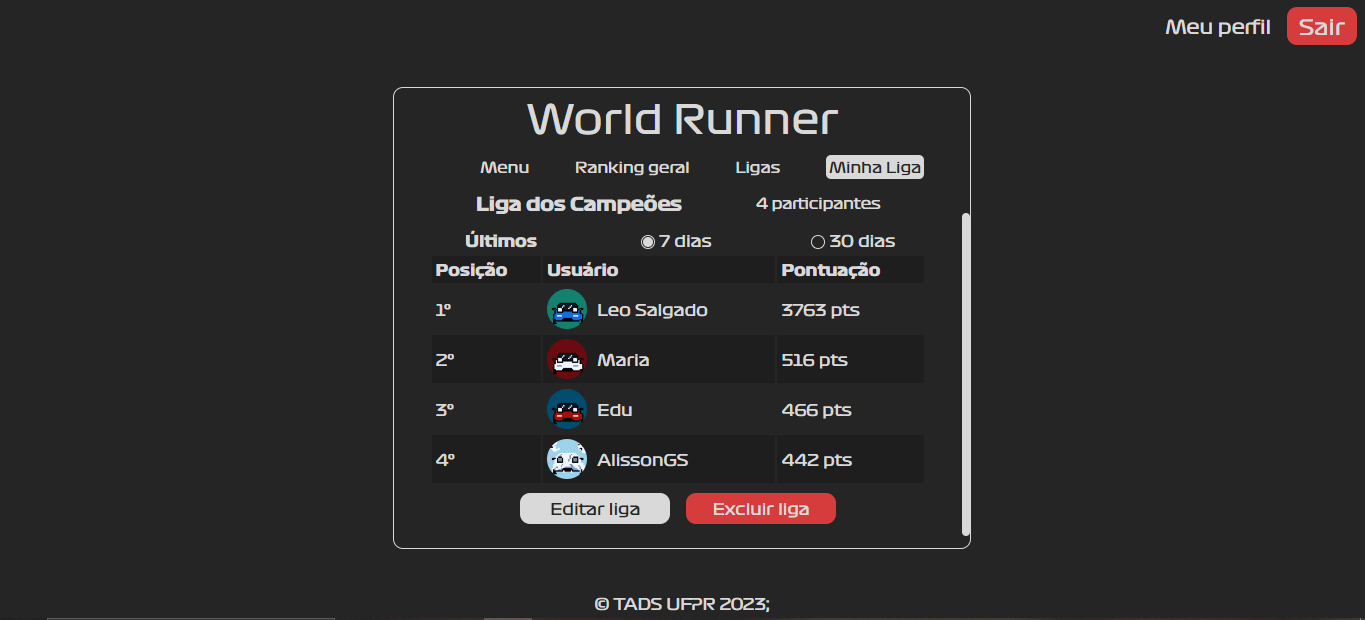 Meu perfil Sair
World Runner
Menu Ranking geral Ligas Minha Liga
Liga dos Campeões 4 participantes
Últimos 7 dias 30 dias
Posição Usuário Pontuação
1º Leo Salgado 3763 pts
2º Maria 516 pts
3º Edu 466 pts
4º AlissonGS 442 pts
Editar liga Excluir liga
© TADS UFPR 2023;